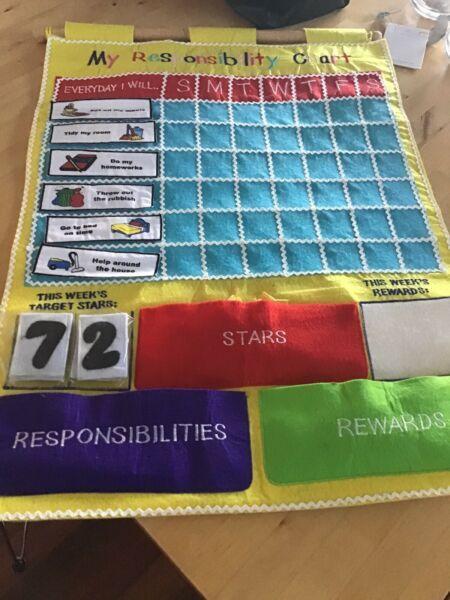 My Responsibility Chart
EVERYDAY I WILL.. S M T W T F S
Tidy my room
Do my
homeworks
Throw out
the rubbish
Go to bed
on time
Help around
the house
THIS WEEK'S
TARGET STARS:
72
STARS
THIS WEEK'S
REWARDS:
RESPONSIBILITIES
REWARDS